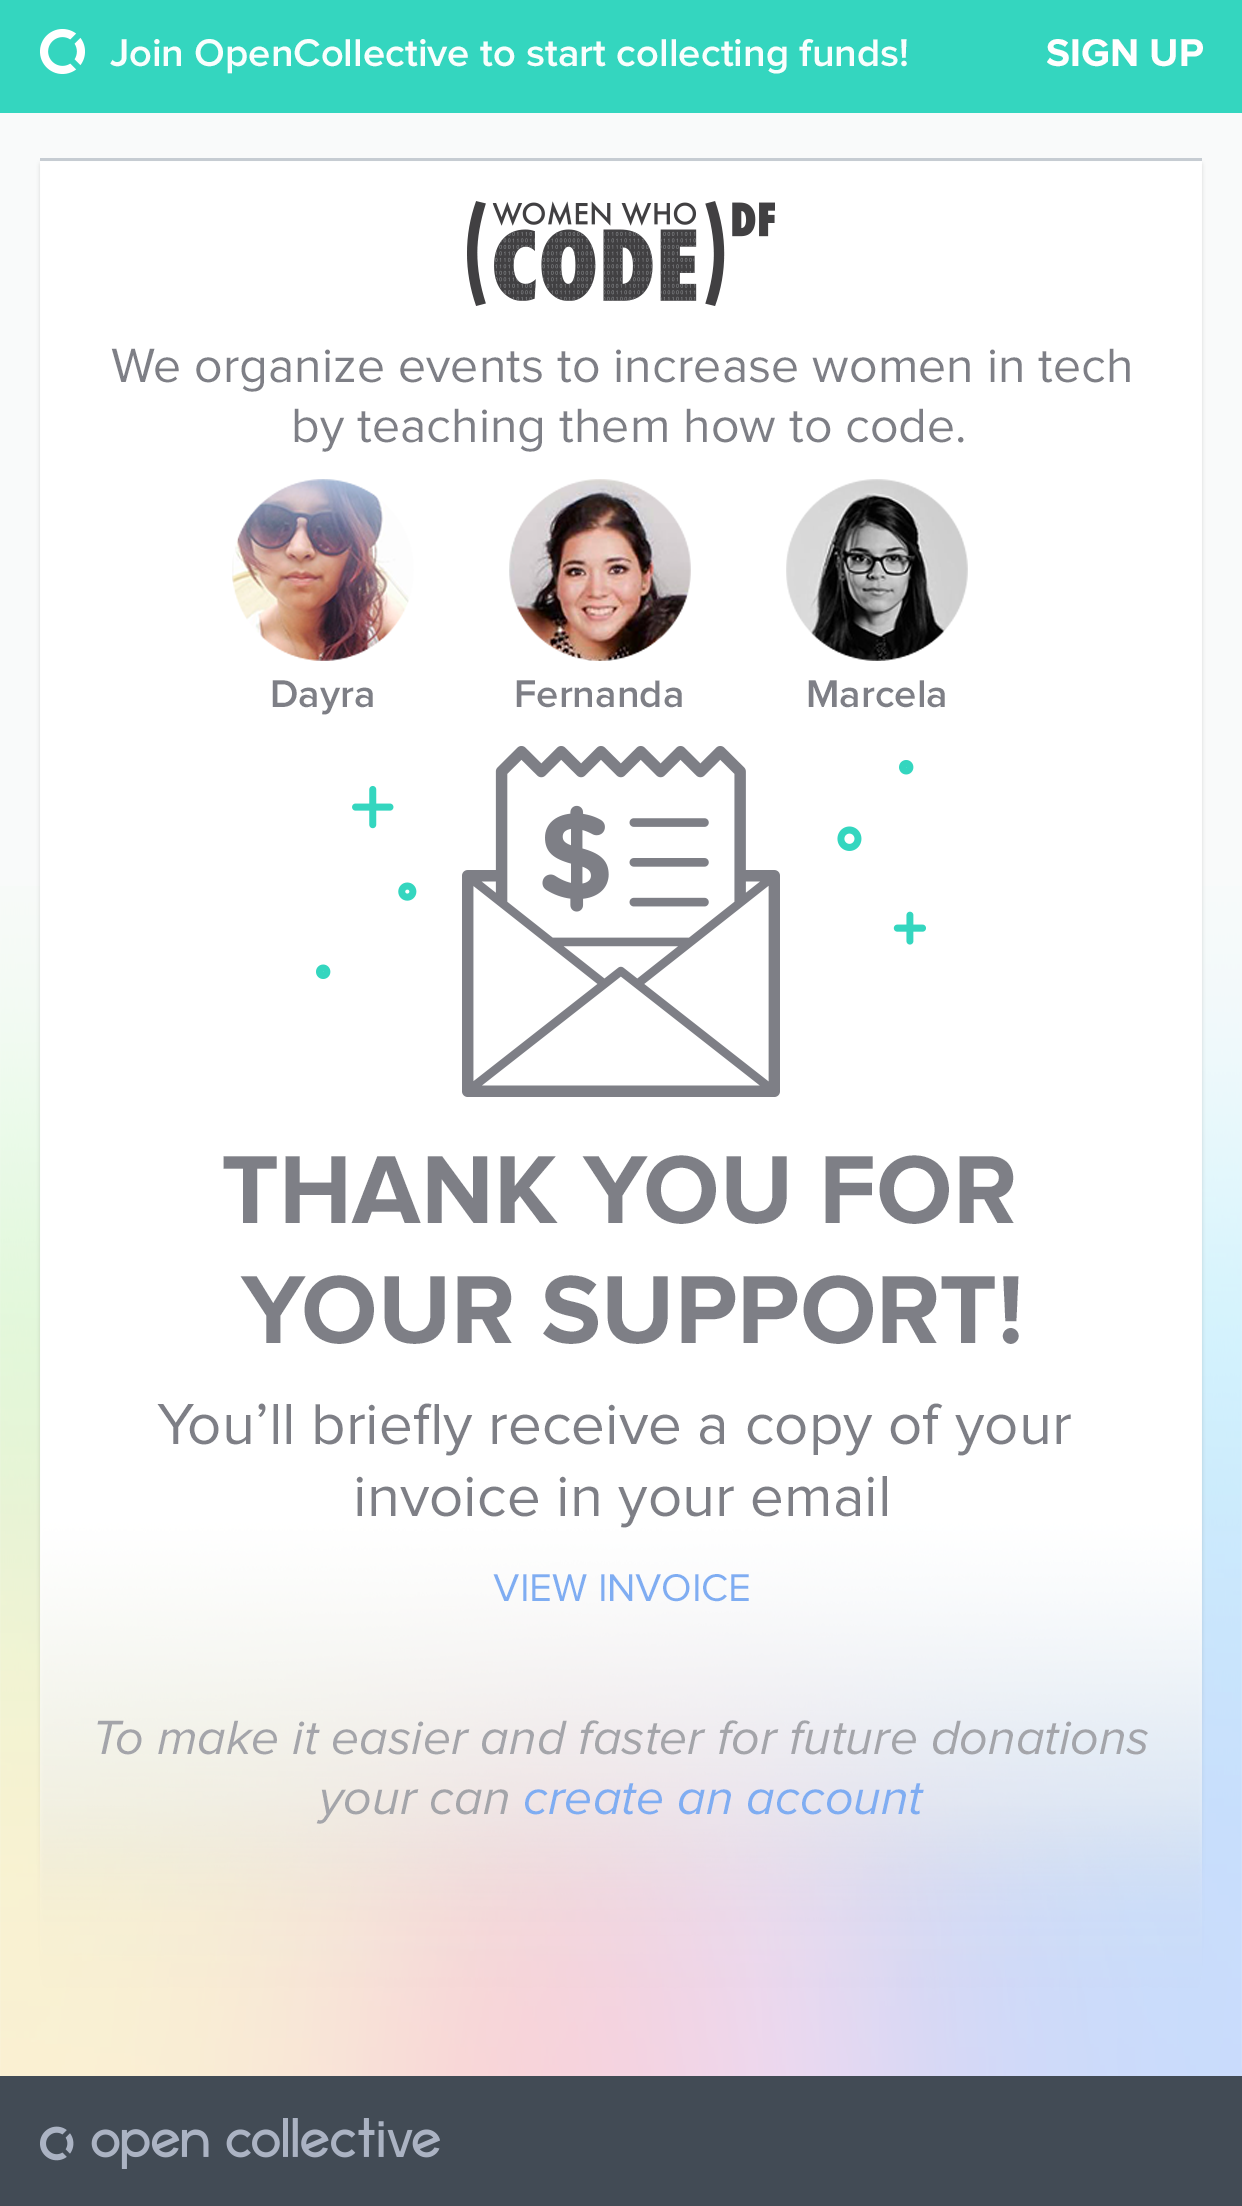 Join OpenCollective to start collecting funds!
SIGN UP
WOMEN WHO
(CODE) DF
We organize events to increase women in tech
by teaching them how to code.
Dayra
Fernanda
Marcela
$
THANK YOU FOR
YOUR SUPPORT!
You’ll briefly receive a copy of your
invoice in your email
VIEW INVOICE
To make it easier and faster for future donations
your can create an account
open collective